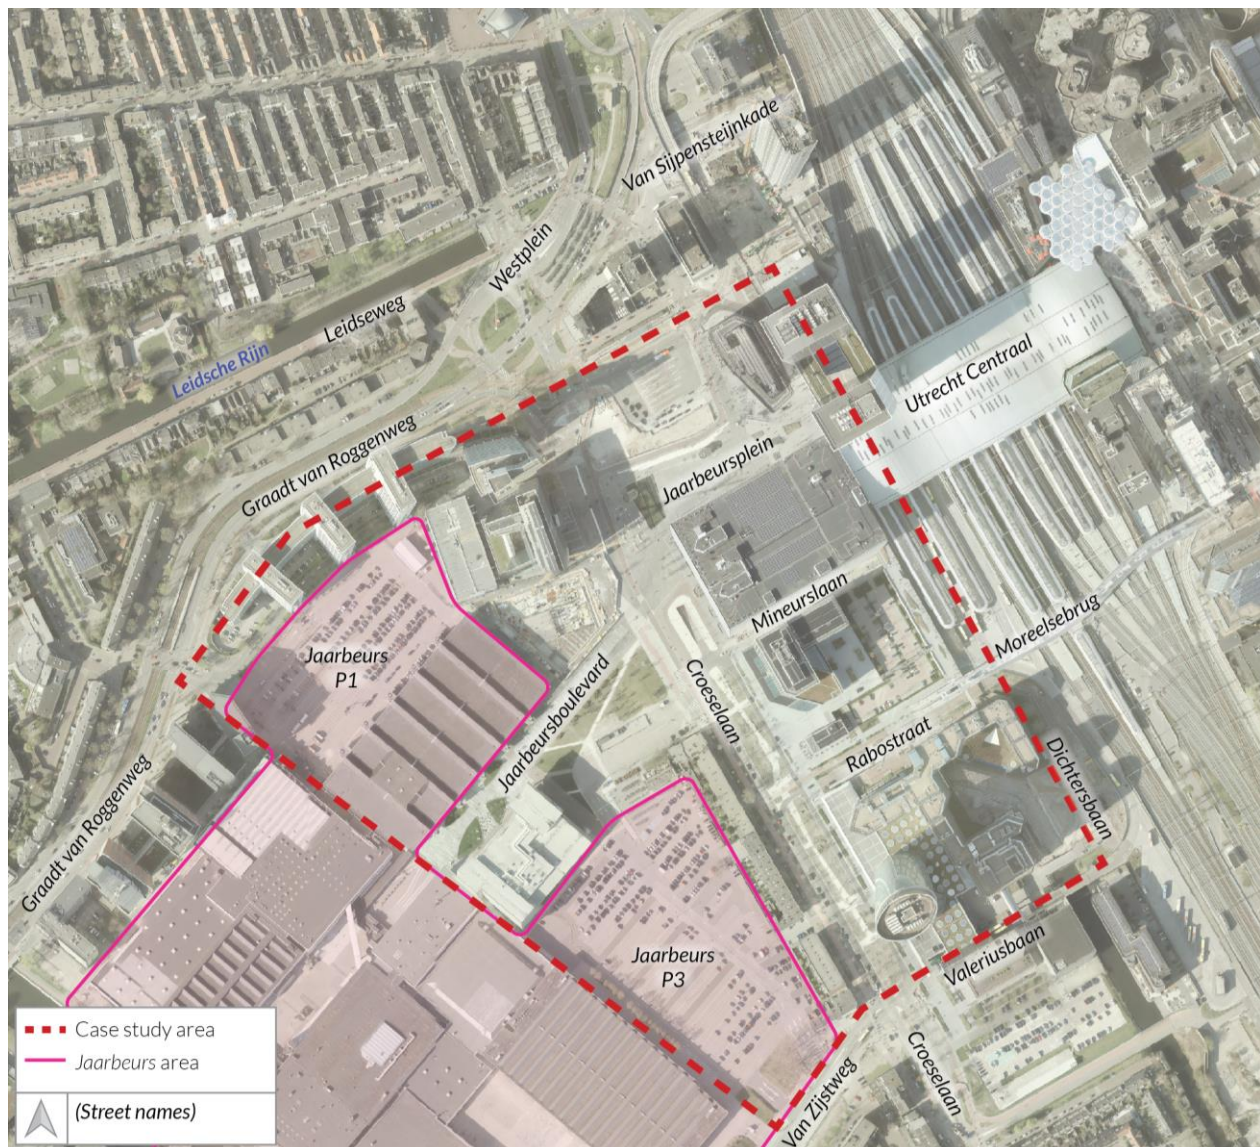 Van Sijpensteijnkade
Westplein
Leidseweg
Leidsche Rijn
Utrecht Centraal
Graadt van Roggenweg
Jaarbeursplein
Mineurslaan
Moreelsebrug
Jaarbeurs
P1
Croeselaan
Jaarbeursboulevard
Rabostraat
Dichtersbaan
Graadt van Roggenweg
Jaarbeurs
P3
Valeriusbaan
Croeselaan
Van Zijstweg
Case study area
Jaarbeurs area
(Street names)